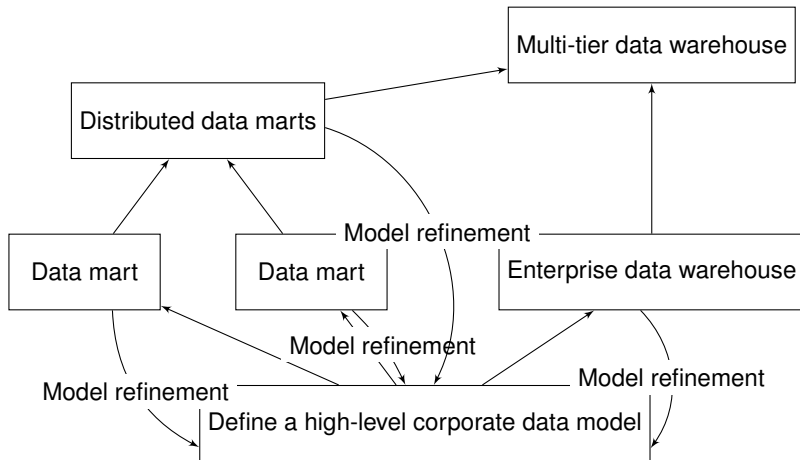 Multi-tier data warehouse
Distributed data marts
Model refinement
Data mart
Data mart
Enterprise data warehouse
Model refinement
Model refinement
Model refinement
Define a high-level corporate data model